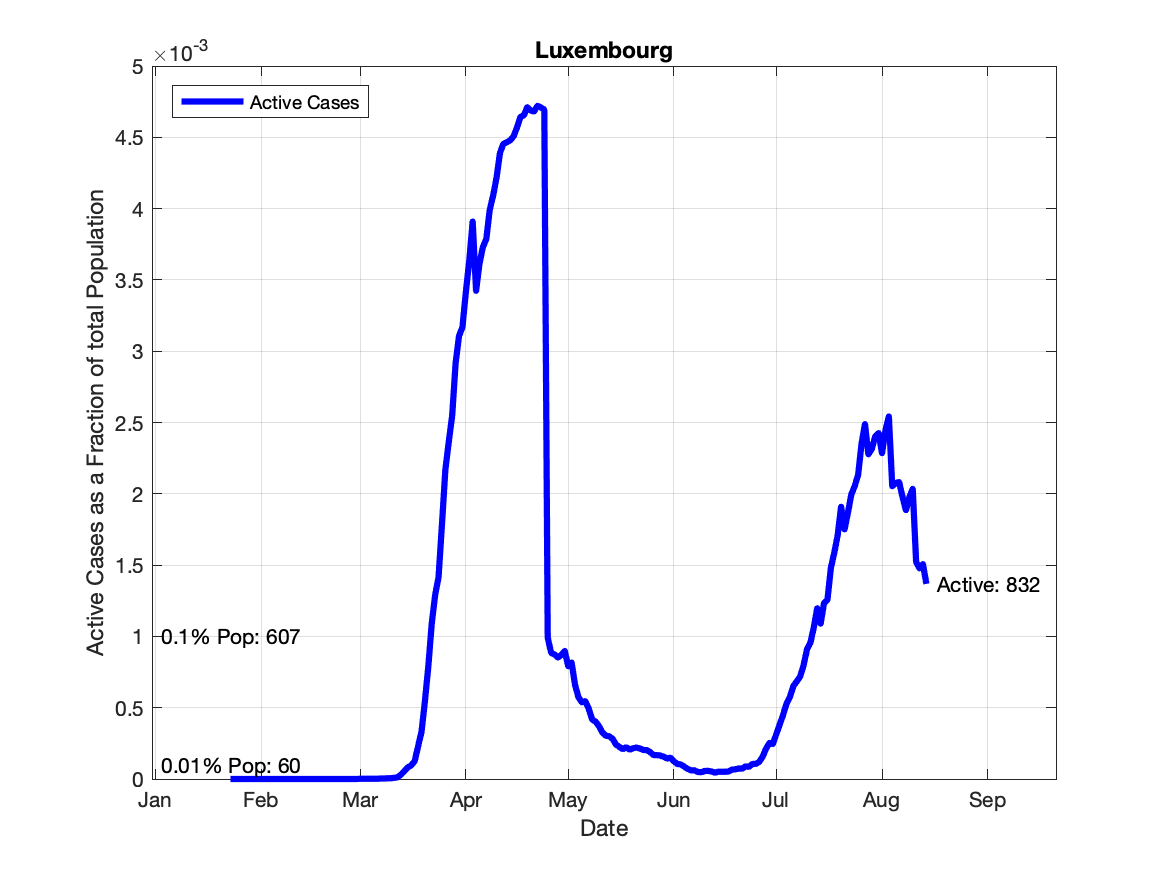 Luxembourg
×10-3
5
4.5
4
3.5
3
2.5
2
1.5
1
0.5
0
Active Cases as a Fraction of total Population
Active Cases
0.1% Pop: 607
0.01% Pop: 60
Active: 832
Jan Feb Mar Apr May Jun Jul Aug Sep
Date